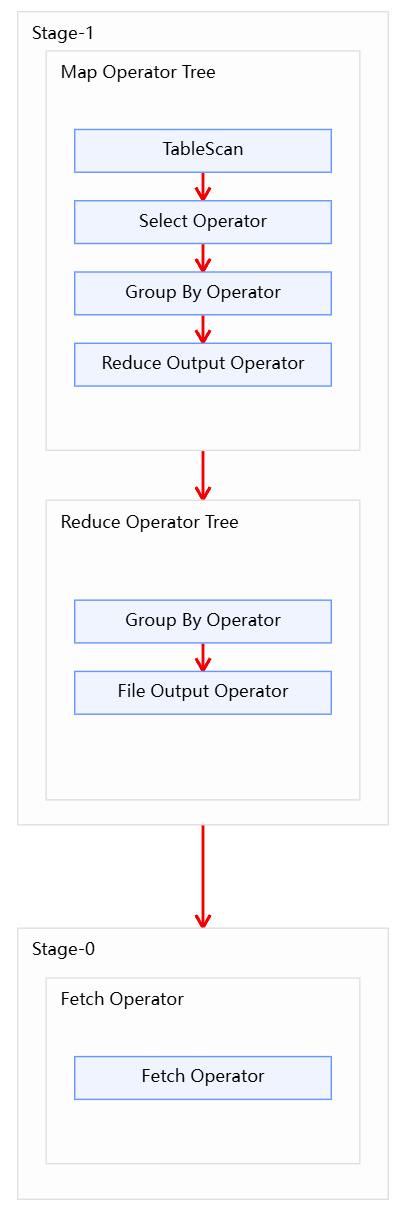 Stage-1
Map Operator Tree
TableScan
Select Operator
Group By Operator
Reduce Output Operator
Reduce Operator Tree
Group By Operator
File Output Operator
Stage-0
Fetch Operator
Fetch Operator